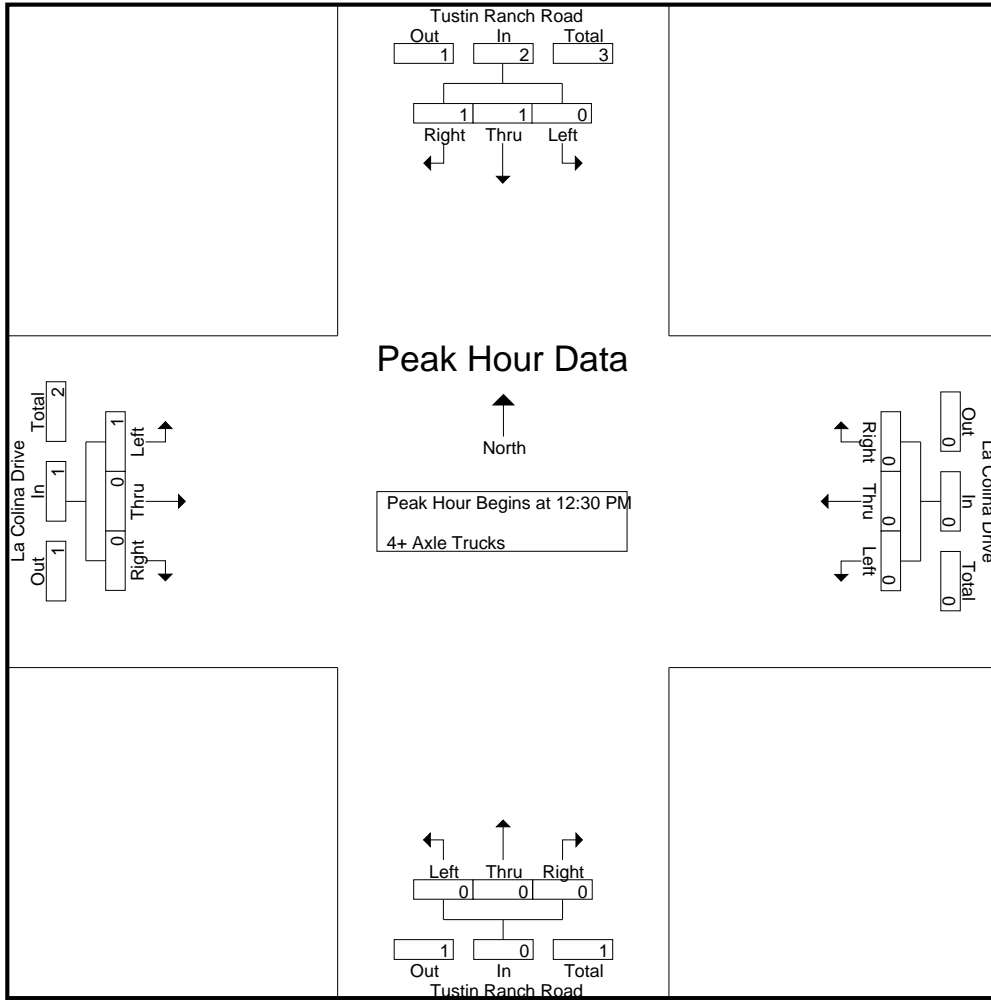 Tustin Ranch Road
Out In Total
1 2 3
1 1 0
Right Thru Left
Peak Hour Data
North
Peak Hour Begins at 12:30 PM
4+ Axle Trucks
La Colina Drive
Total In Out
2 1 1
1 0 0
Left Thru Right
La Colina Drive
Out In Total
0 0 0
0 0 0
Right Thru Left
Left Thru Right
0 0 0
1 0 1
Out In Total
Tustin Ranch Road